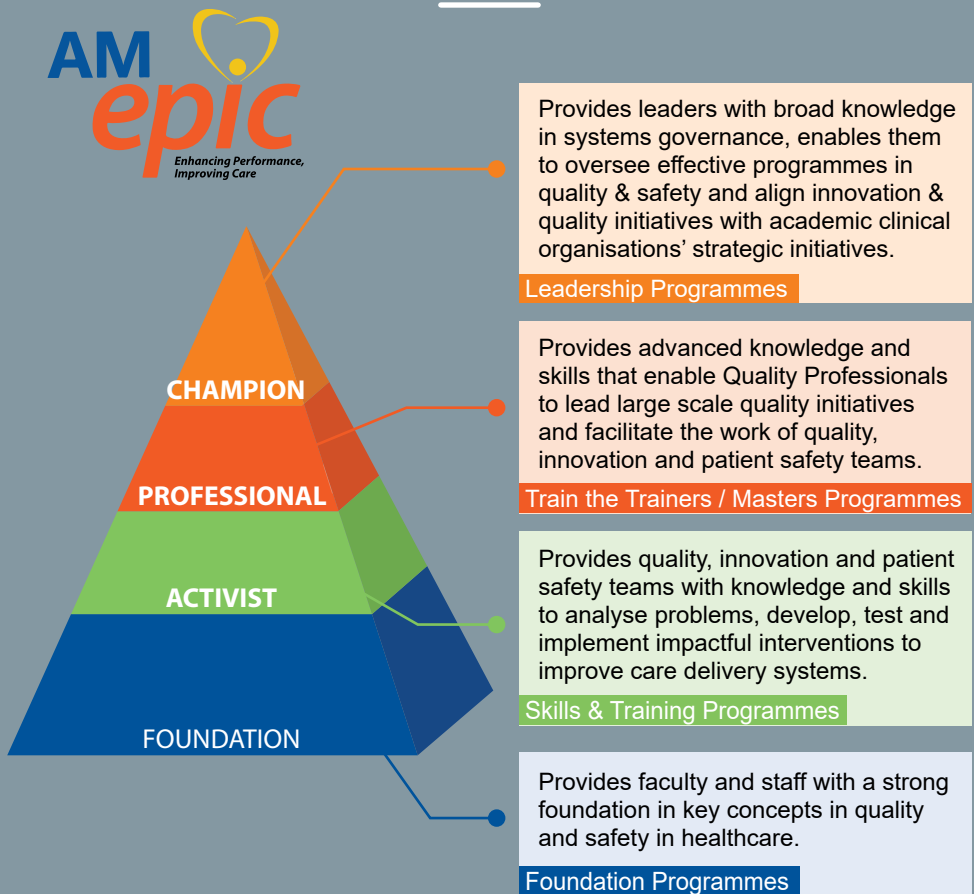 AM
epic
Enhancing Performance,
Improving Care
CHAMPION
PROFESSIONAL
ACTIVIST
FOUNDATION
Provides leaders with broad knowledge
in systems governance, enables them
to oversee effective programmes in
quality & safety and align innovation &
quality initiatives with academic clinical
organisations’ strategic initiatives.
Leadership Programmes
Provides advanced knowledge and
skills that enable Quality Professionals
to lead large scale quality initiatives
and facilitate the work of quality,
innovation and patient safety teams.
Train the Trainers / Masters Programmes
Provides quality, innovation and patient
safety teams with knowledge and skills
to analyse problems, develop, test and
implement impactful interventions to
improve care delivery systems.
Skills & Training Programmes
Provides faculty and staff with a strong
foundation in key concepts in quality
and safety in healthcare.
Foundation Programmes